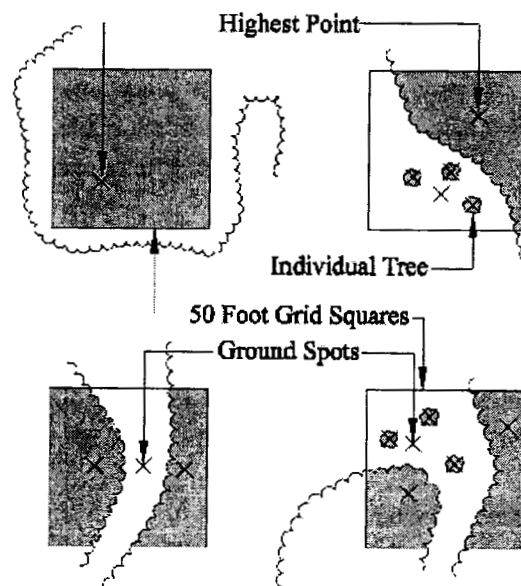 Highest Point
Individual Tree
50 Foot Grid Squares
Ground Spots